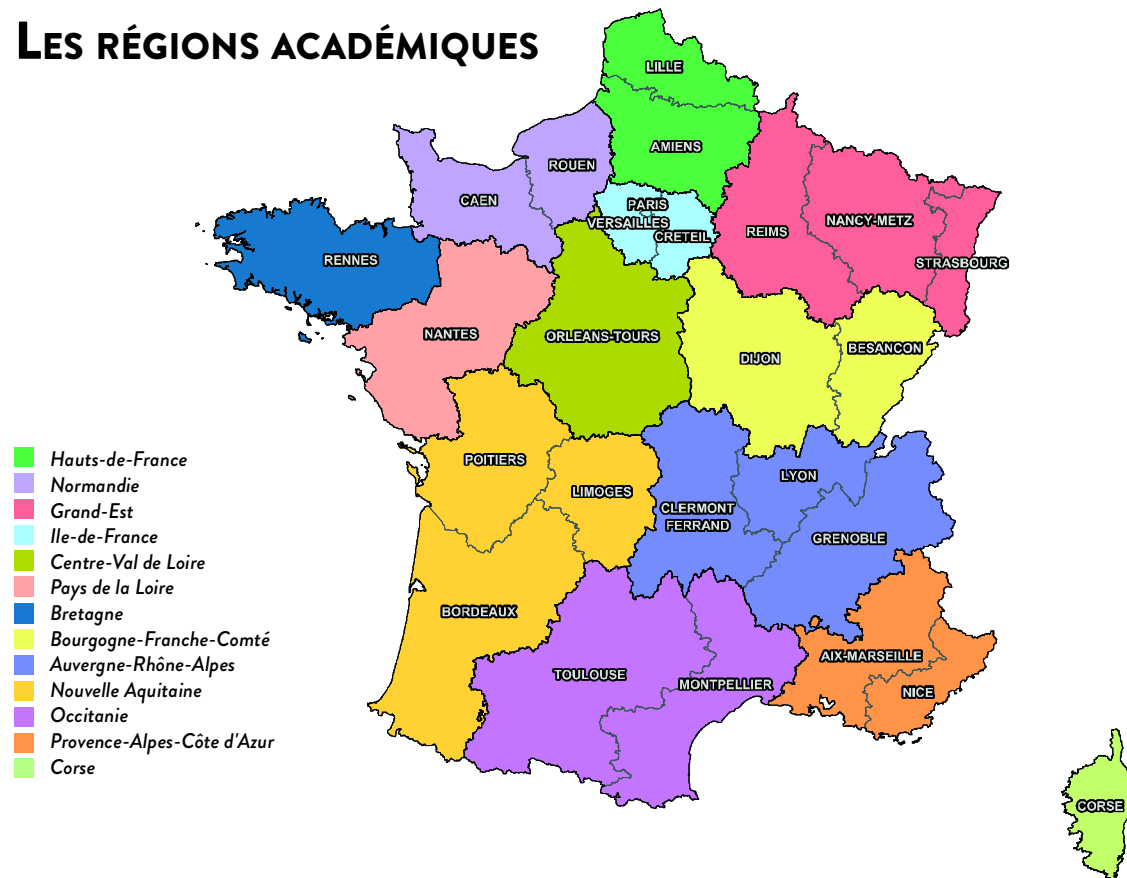 LES RÉGIONS ACADÉMIQUES
LILLE
AMIENS
ROUEN
CAEN
PARIS
VERSAILLES
CRETEIL
REIMS
NANCY-METZ
STRASBOURG
RENNES
NANTES
ORLEANS-TOURS
DIJON
BESANCON
POITIERS
LIMOGES
CLERMONT
FERRAND
LYON
GRENOBLE
BORDEAUX
TOULOUSE
MONTPELLIER
AIX-MARSEILLE
NICE
CORSE
Hauts-de-France
Normandie
Grand-Est
Ile-de-France
Centre-Val de Loire
Pays de la Loire
Bretagne
Bourgogne-Franche-Comté
Auvergne-Rhône-Alpes
Nouvelle Aquitaine
Occitanie
Provence-Alpes-Côte d'Azur
Corse